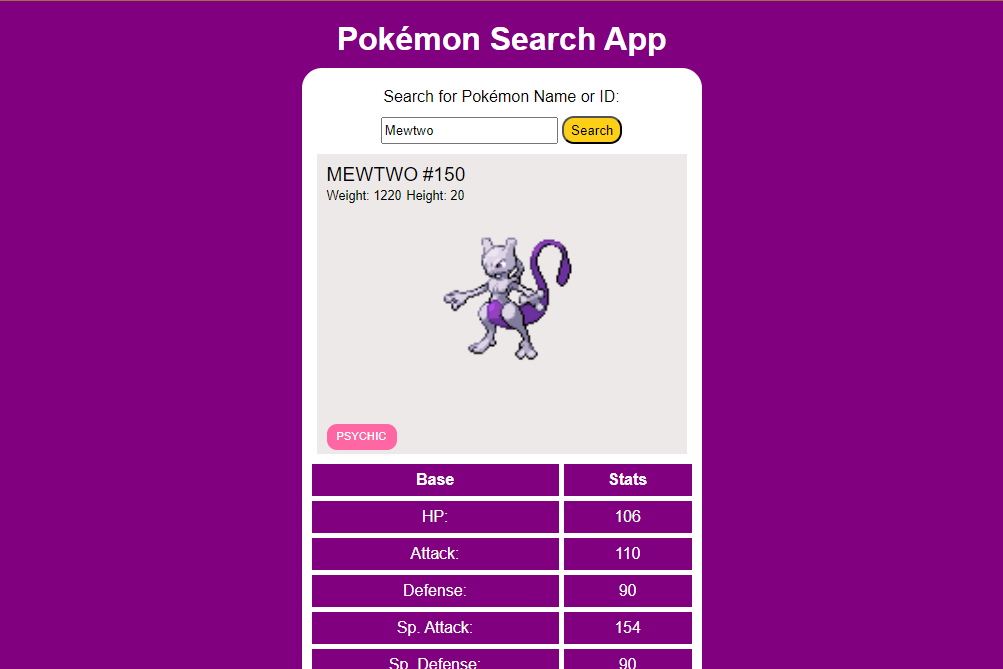 Pokémon Search App
Search for Pokémon Name or ID:
Mewtwo Search
MEWTWO #150
Weight: 1220 Height: 20
PSYCHIC
Base Stats
HP: 106
Attack: 110
Defense: 90
Sp. Attack: 154
Sp. Defense: 90